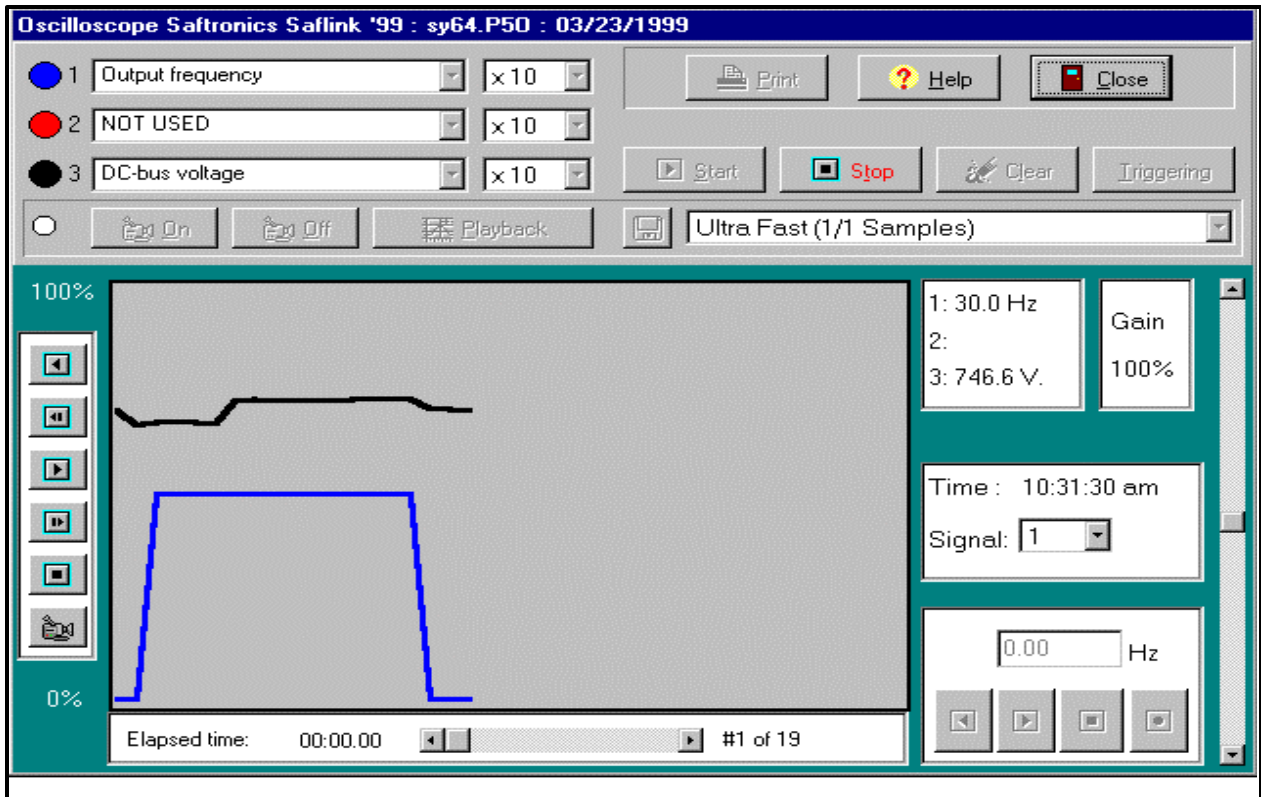 Oscilloscope Saftronics Saflink '99 : sy64.P50 : 03/23/1999
1 Output frequency x 10
Print Help Close
2 NOT USED x 10
3 DC-bus voltage x 10
Start Stop Clear Triggering
On Off Playback Ultra Fast (1/1 Samples)
100%
1: 30.0 Hz
2:
3: 746.6 V.
Gain
100%
Time : 10:31:30 am
Signal: 1
0.00 Hz
0%
Elapsed time: 00:00.00 #1 of 19